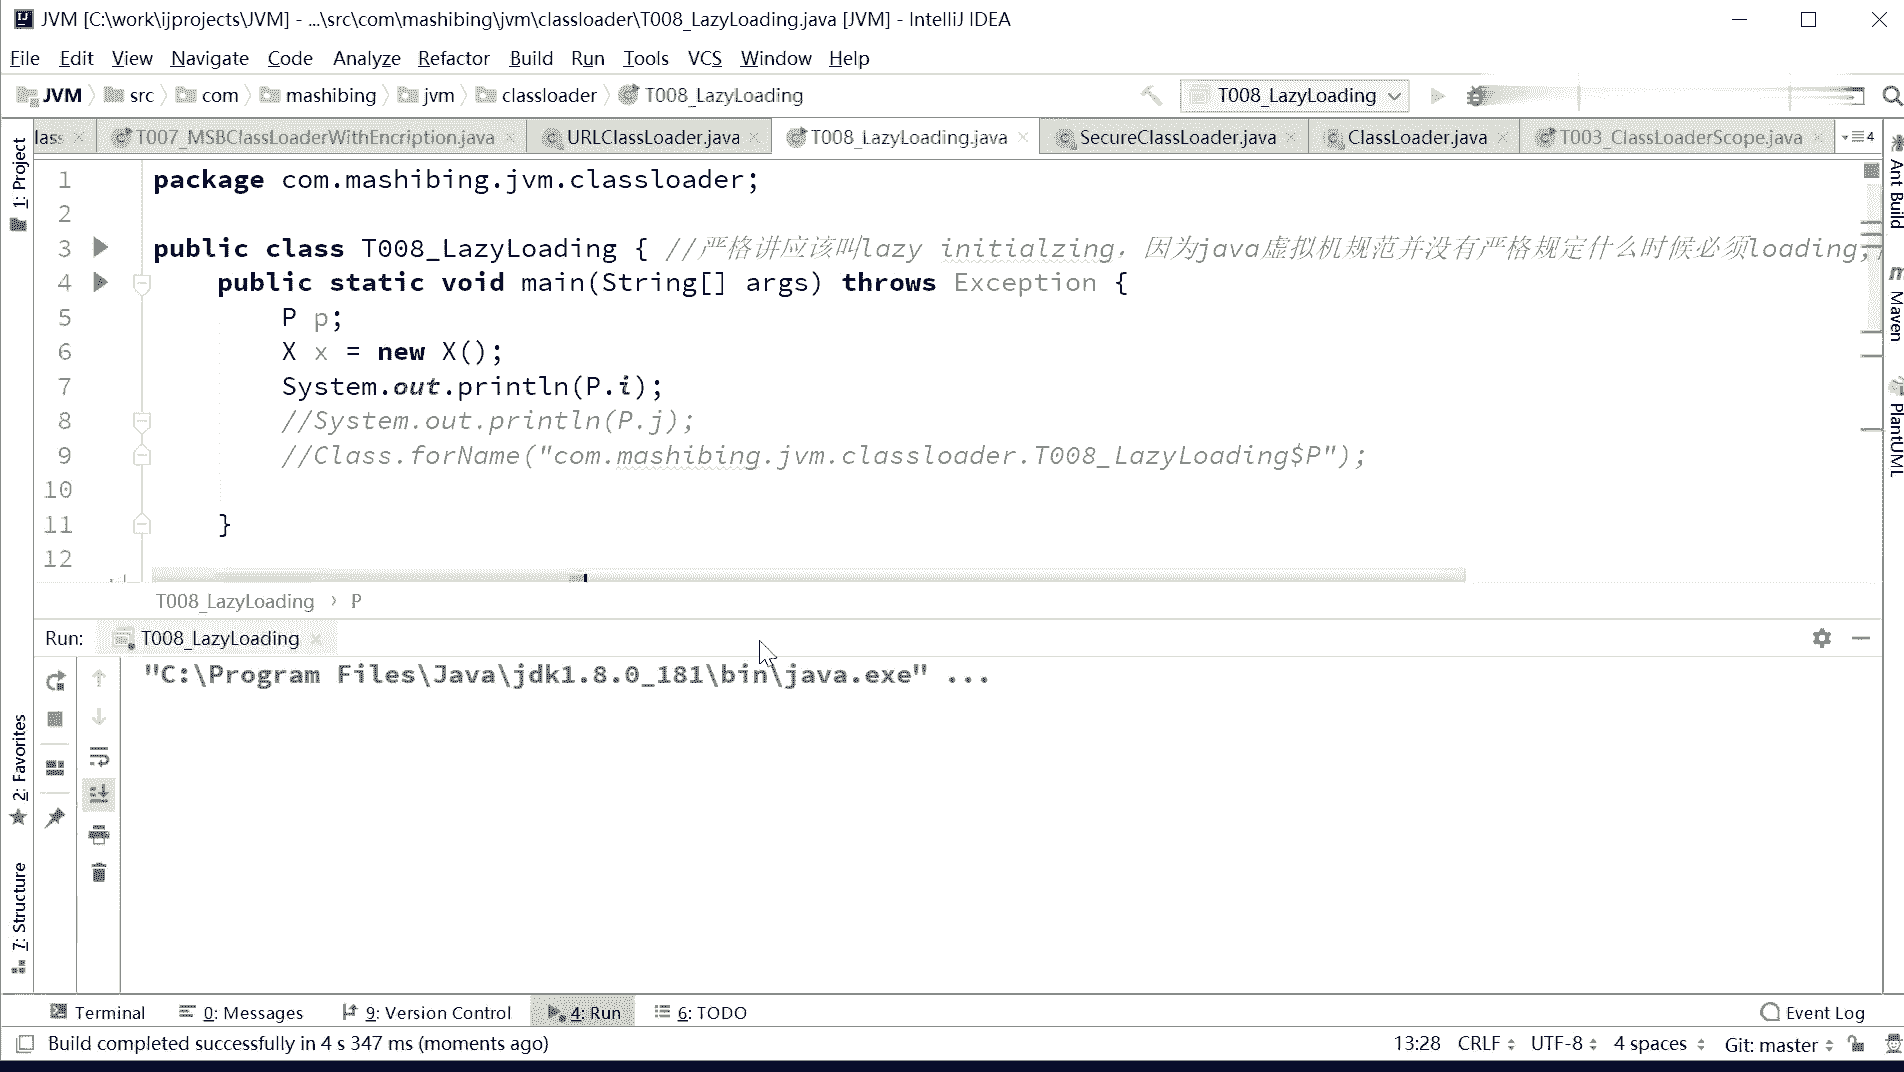 JVM [C:\work\ijprojects\JVM] - ...\src\com\mashibing\jvm\classloader\T008_LazyLoading.java [JVM] - IntelliJ IDEA
File Edit View Navigate Code Analyze Refactor Build Run Tools VCS Window Help
JVM src com mashibing jvm classloader T008_LazyLoading T008_LazyLoading
lass T007_MSBClassLoaderWithEncription.java URLClassLoader.java T008_LazyLoading.java SecureClassLoader.java ClassLoader.java T003_ClassLoaderScope.java 4
1: Project
1 package com.mashibing.jvm.classloader;
2
3 public class T008_LazyLoading { //严格讲应该叫lazy initialzing，因为java虚拟机规范并没有严格规定什么时候必须loading,
4 public static void main(String[] args) throws Exception {
5 P p;
6 X x = new X();
7 System.out.println(P.i);
8 //System.out.println(P.j);
9 //Class.forName("com.mashibing.jvm.classloader.T008_LazyLoading$P");
10
11 }
12
Ant Build
Maven
PlantUML
T008_LazyLoading › P
Run: T008_LazyLoading
"C:\Program Files\Java\jdk1.8.0_181\bin\java.exe" ...
2: Favorites
7: Structure
Terminal 0: Messages 9: Version Control 4: Run 6: TODO Event Log
Build completed successfully in 4 s 347 ms (moments ago) 13:28 CRLF UTF-8 4 spaces Git: master